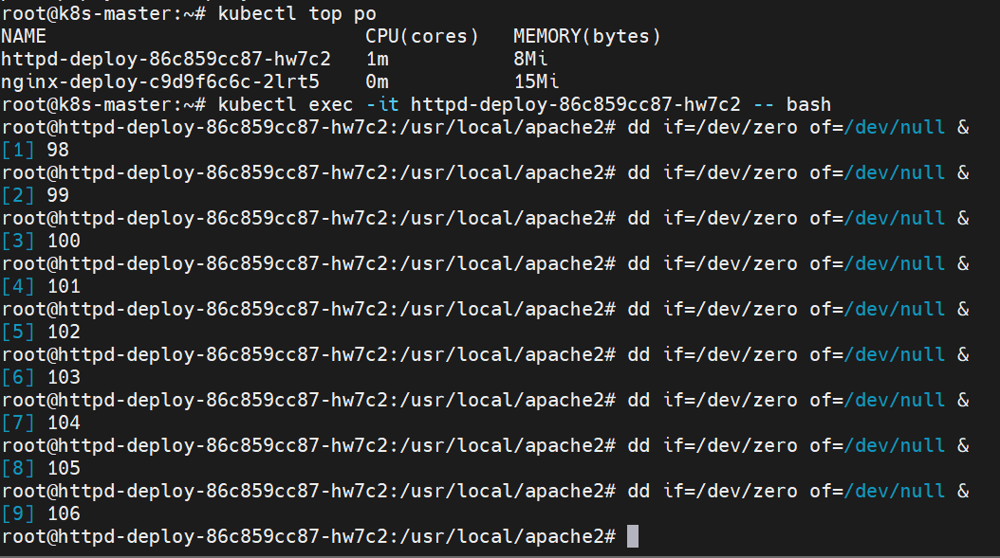 root@k8s-master:~# kubectl top po
NAME                            CPU(cores)   MEMORY(bytes)
httpd-deploy-86c859cc87-hw7c2   1m           8Mi
nginx-deploy-c9d9f6c6c-2lrt5    0m           15Mi
root@k8s-master:~# kubectl exec -it httpd-deploy-86c859cc87-hw7c2 -- bash
root@httpd-deploy-86c859cc87-hw7c2:/usr/local/apache2# dd if=/dev/zero of=/dev/null &
[1] 98
root@httpd-deploy-86c859cc87-hw7c2:/usr/local/apache2# dd if=/dev/zero of=/dev/null &
[2] 99
root@httpd-deploy-86c859cc87-hw7c2:/usr/local/apache2# dd if=/dev/zero of=/dev/null &
[3] 100
root@httpd-deploy-86c859cc87-hw7c2:/usr/local/apache2# dd if=/dev/zero of=/dev/null &
[4] 101
root@httpd-deploy-86c859cc87-hw7c2:/usr/local/apache2# dd if=/dev/zero of=/dev/null &
[5] 102
root@httpd-deploy-86c859cc87-hw7c2:/usr/local/apache2# dd if=/dev/zero of=/dev/null &
[6] 103
root@httpd-deploy-86c859cc87-hw7c2:/usr/local/apache2# dd if=/dev/zero of=/dev/null &
[7] 104
root@httpd-deploy-86c859cc87-hw7c2:/usr/local/apache2# dd if=/dev/zero of=/dev/null &
[8] 105
root@httpd-deploy-86c859cc87-hw7c2:/usr/local/apache2# dd if=/dev/zero of=/dev/null &
[9] 106
root@httpd-deploy-86c859cc87-hw7c2:/usr/local/apache2#